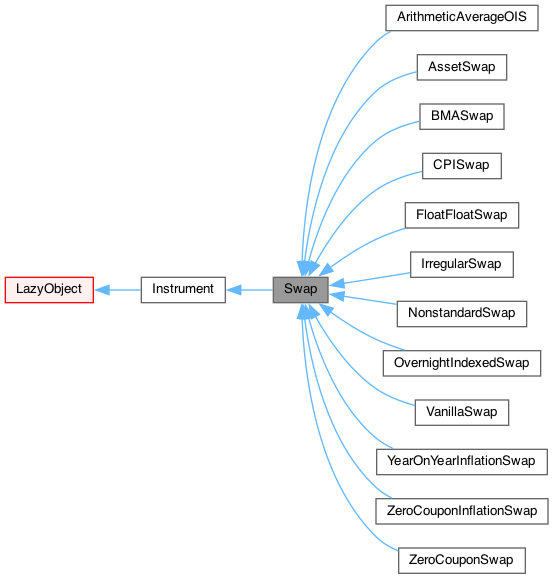 ArithmeticAverageOIS
AssetSwap
BMASwap
CPISwap
FloatFloatSwap
IrregularSwap
LazyObject
Instrument
Swap
NonstandardSwap
OvernightIndexedSwap
VanillaSwap
YearOnYearInflationSwap
ZeroCouponInflationSwap
ZeroCouponSwap